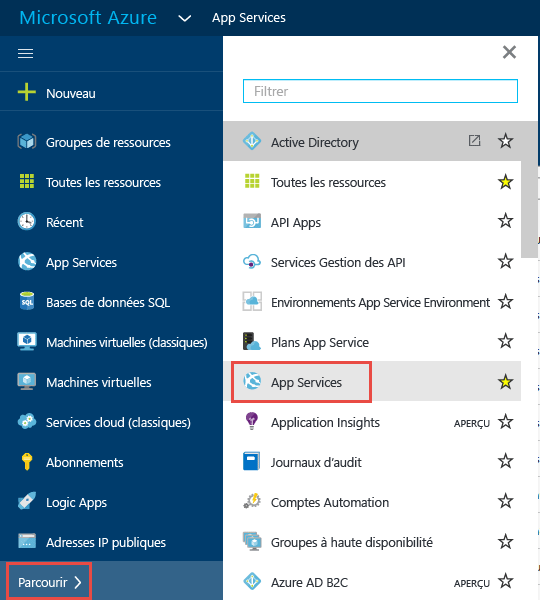 Microsoft Azure App Services
Nouveau
Groupes de ressources
Toutes les ressources
Récent
App Services
Bases de données SQL
Machines virtuelles (classiques)
Machines virtuelles
Services cloud (classiques)
Abonnements
Logic Apps
Adresses IP publiques
Parcourir
Filtrer
Active Directory
Toutes les ressources
API Apps
Services Gestion des API
Environnements App Service Environment
Plans App Service
App Services
Application Insights APERÇU
Journaux d'audit
Comptes Automation
Groupes à haute disponibilité
Azure AD B2C APERÇU